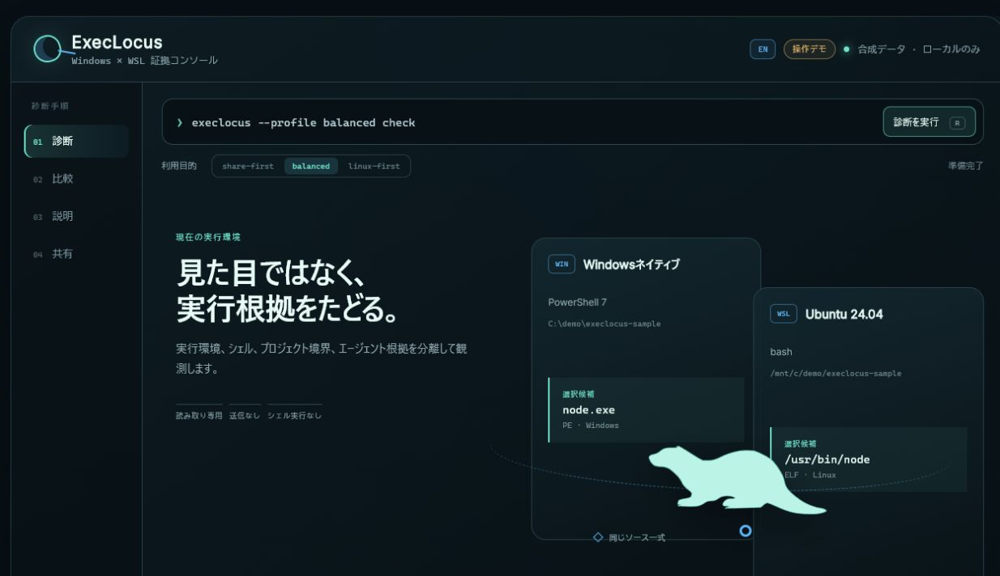 ExecLocus
Windows × WSL 証拠コンソール
EN
操作デモ
合成データ · ローカルのみ
診断手順
01 診断
02 比較
03 説明
04 共有
❯ execlocus --profile balanced check
診断を実行 R
利用目的
share-first
balanced
linux-first
準備完了
現在の実行環境
見た目ではなく、
実行根拠をたどる。
実行環境、シェル、プロジェクト境界、エージェント根拠を分離して観
測します。
読み取り専用
送信なし
シェル実行なし
WIN Windowsネイティブ
PowerShell 7
C:\demo\execlocus-sample
選択候補
node.exe
PE · Windows
WSL Ubuntu 24.04
bash
/mnt/c/demo/execlocus-sample
選択候補
/usr/bin/node
ELF · Linux
同じソース一式